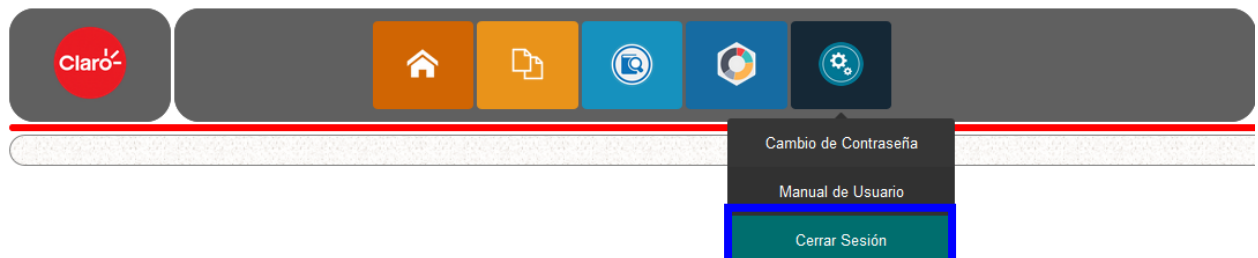 Claro-
Cambio de Contraseña
Manual de Usuario
Cerrar Sesión